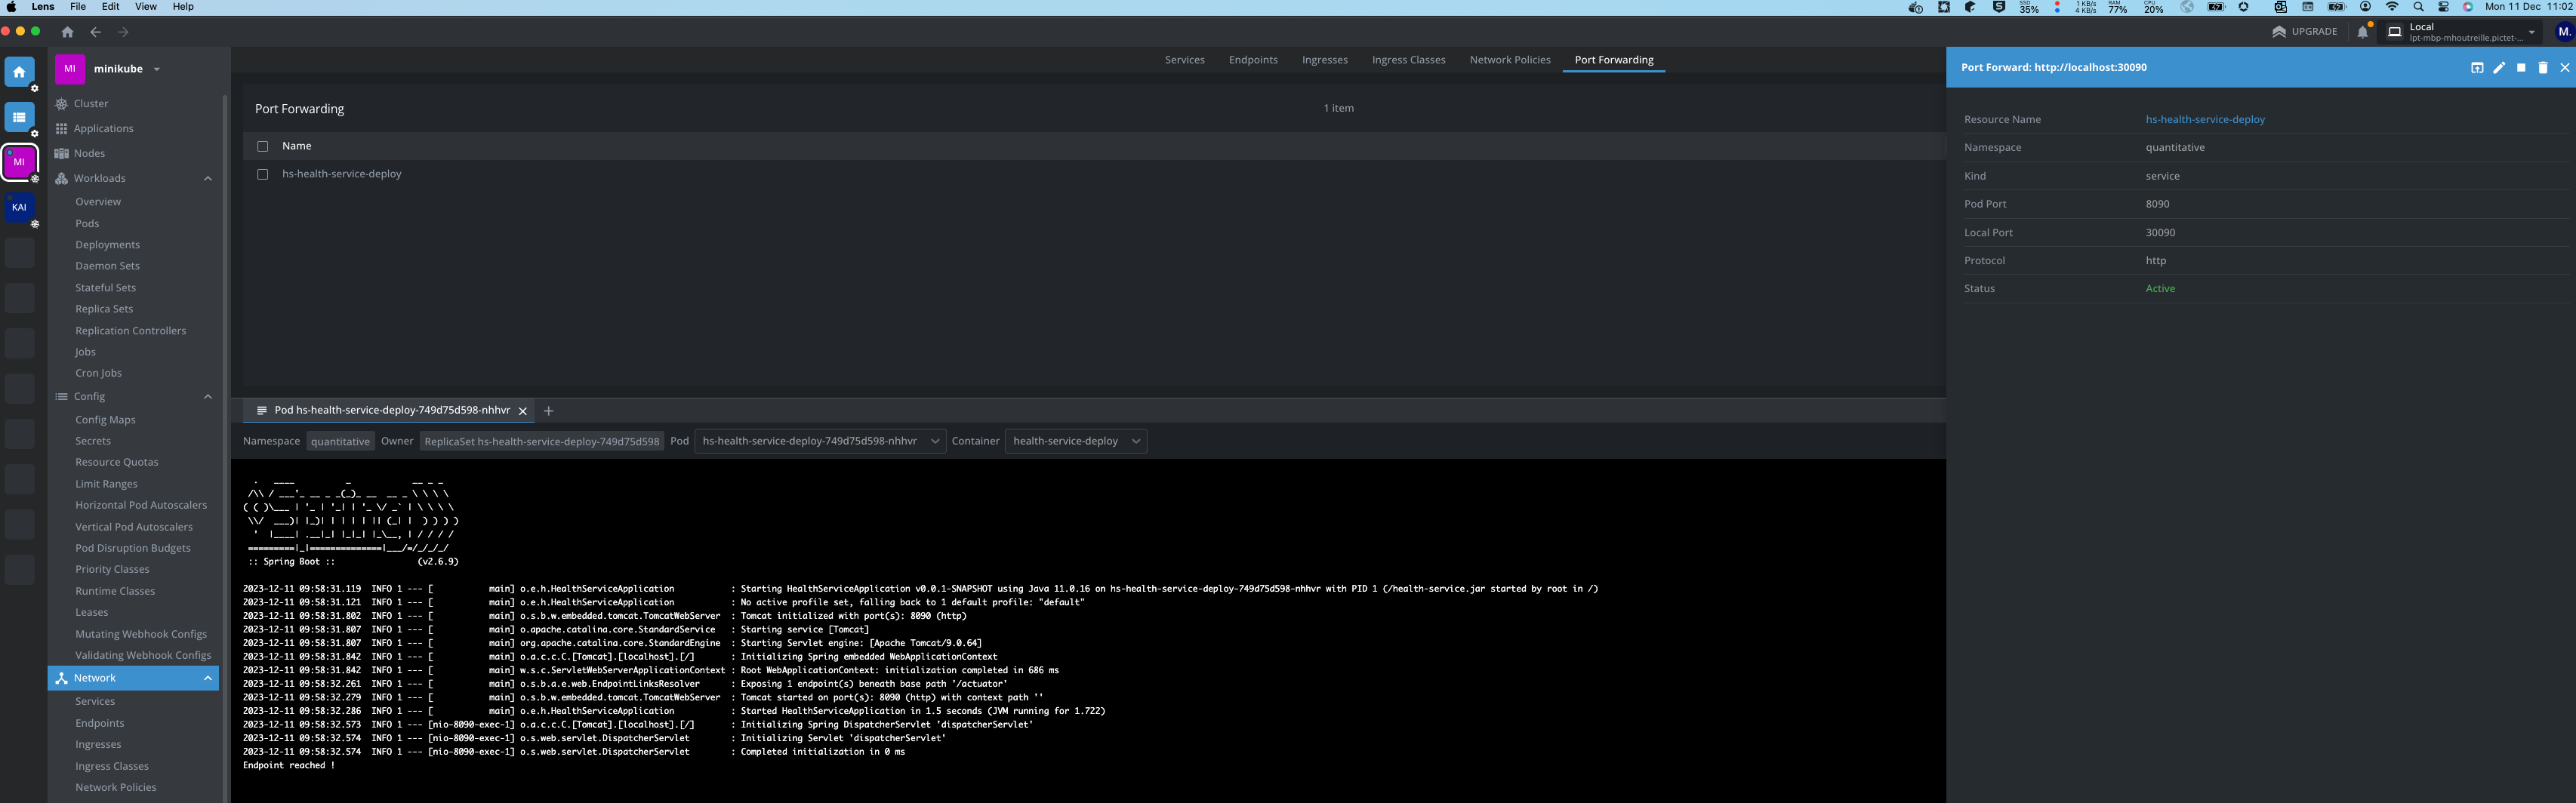 Lens File Edit View Help
SSD 35% 1 KB/s 4 KB/s RAM 77% CPU 20% Mon 11 Dec 11:02
UPGRADE Local M.
lpt-mbp-mhoutreille.pictet-...
MI minikube
MI
KAI
Cluster
Applications
Nodes
Workloads
Overview
Pods
Deployments
Daemon Sets
Stateful Sets
Replica Sets
Replication Controllers
Jobs
Cron Jobs
Config
Config Maps
Secrets
Resource Quotas
Limit Ranges
Horizontal Pod Autoscalers
Vertical Pod Autoscalers
Pod Disruption Budgets
Priority Classes
Runtime Classes
Leases
Mutating Webhook Configs
Validating Webhook Configs
Network
Services
Endpoints
Ingresses
Ingress Classes
Network Policies
Services Endpoints Ingresses Ingress Classes Network Policies Port Forwarding
Port Forwarding 1 item
Name
hs-health-service-deploy
Pod hs-health-service-deploy-749d75d598-nhhvr
Namespace quantitative Owner ReplicaSet hs-health-service-deploy-749d75d598 Pod hs-health-service-deploy-749d75d598-nhhvr Container health-service-deploy
:: Spring Boot :: (v2.6.9)
2023-12-11 09:58:31.119 INFO 1 --- [ main] o.e.h.HealthServiceApplication : Starting HealthServiceApplication v0.0.1-SNAPSHOT using Java 11.0.16 on hs-health-service-deploy-749d75d598-nhhvr with PID 1 (/health-service.jar started by root in /)
2023-12-11 09:58:31.121 INFO 1 --- [ main] o.e.h.HealthServiceApplication : No active profile set, falling back to 1 default profile: "default"
2023-12-11 09:58:31.802 INFO 1 --- [ main] o.s.b.w.embedded.tomcat.TomcatWebServer : Tomcat initialized with port(s): 8090 (http)
2023-12-11 09:58:31.807 INFO 1 --- [ main] o.apache.catalina.core.StandardService : Starting service [Tomcat]
2023-12-11 09:58:31.807 INFO 1 --- [ main] org.apache.catalina.core.StandardEngine : Starting Servlet engine: [Apache Tomcat/9.0.64]
2023-12-11 09:58:31.842 INFO 1 --- [ main] o.a.c.c.C.[Tomcat].[localhost].[/] : Initializing Spring embedded WebApplicationContext
2023-12-11 09:58:31.842 INFO 1 --- [ main] w.s.c.ServletWebServerApplicationContext : Root WebApplicationContext: initialization completed in 686 ms
2023-12-11 09:58:32.261 INFO 1 --- [ main] o.s.b.a.e.web.EndpointLinksResolver : Exposing 1 endpoint(s) beneath base path '/actuator'
2023-12-11 09:58:32.279 INFO 1 --- [ main] o.s.b.w.embedded.tomcat.TomcatWebServer : Tomcat started on port(s): 8090 (http) with context path ''
2023-12-11 09:58:32.286 INFO 1 --- [ main] o.e.h.HealthServiceApplication : Started HealthServiceApplication in 1.5 seconds (JVM running for 1.722)
2023-12-11 09:58:32.573 INFO 1 --- [nio-8090-exec-1] o.a.c.c.C.[Tomcat].[localhost].[/] : Initializing Spring DispatcherServlet 'dispatcherServlet'
2023-12-11 09:58:32.574 INFO 1 --- [nio-8090-exec-1] o.s.web.servlet.DispatcherServlet : Initializing Servlet 'dispatcherServlet'
2023-12-11 09:58:32.574 INFO 1 --- [nio-8090-exec-1] o.s.web.servlet.DispatcherServlet : Completed initialization in 0 ms
Endpoint reached !
Port Forward: http://localhost:30090
Resource Name hs-health-service-deploy
Namespace quantitative
Kind service
Pod Port 8090
Local Port 30090
Protocol http
Status Active